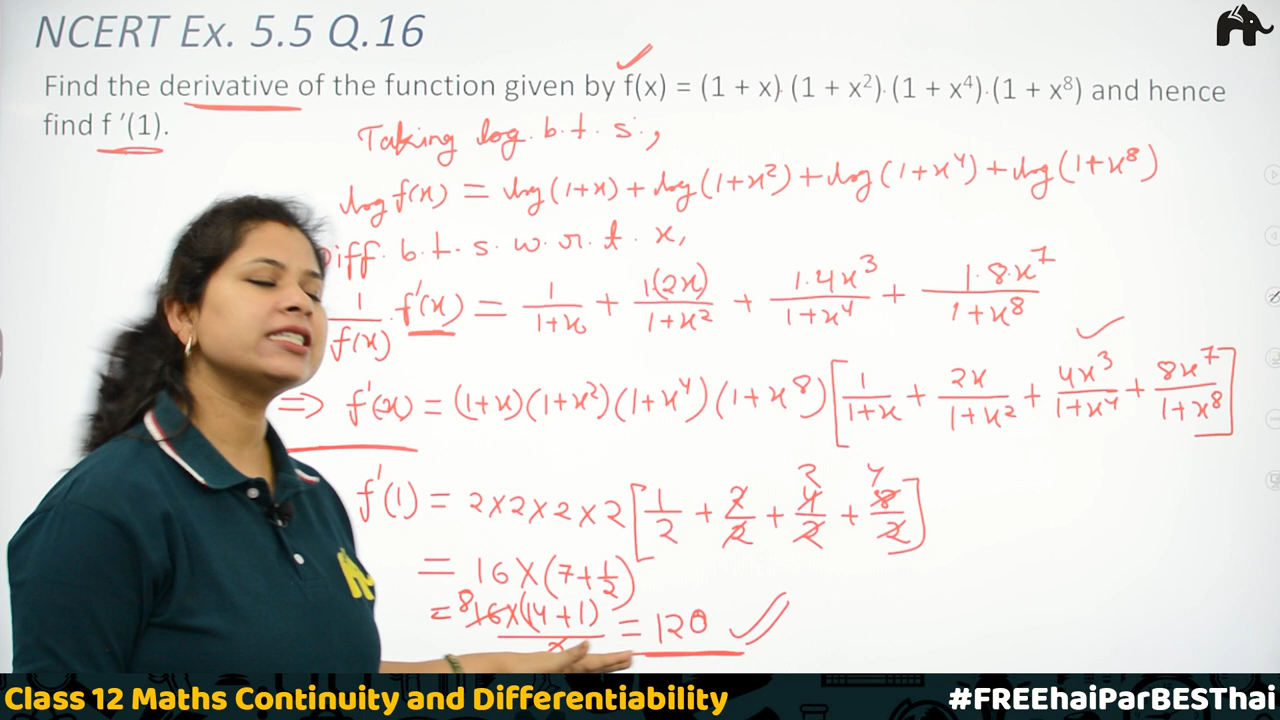 NCERT Ex. 5.5 Q.16
Find the derivative of the function given by f(x) = (1 + x) (1 + x²) (1 + x⁴) (1 + x⁸) and hence
find f ′(1).
Taking log b.t.s.,
log f(x) = log(1+x) + log(1+x²) + log(1+x⁴) + log(1+x⁸)
Diff. b.t.s. w.r.t. x,
1/f(x) · f'(x) = 1/(1+x) + 1(2x)/(1+x²) + 1·4x³/(1+x⁴) + 1·8·x⁷/(1+x⁸)
=> f'(x) = (1+x)(1+x²)(1+x⁴)(1+x⁸) [1/(1+x) + 2x/(1+x²) + 4x³/(1+x⁴) + 8x⁷/(1+x⁸)]
f'(1) = 2×2×2×2 [1/2 + 2/2 + 4/2 + 8/2]
= 16×(7+1/2)
= 8 16×(14+1)/2 = 120
Class 12 Maths Continuity and Differentiability
#FREEhaiParBESThai